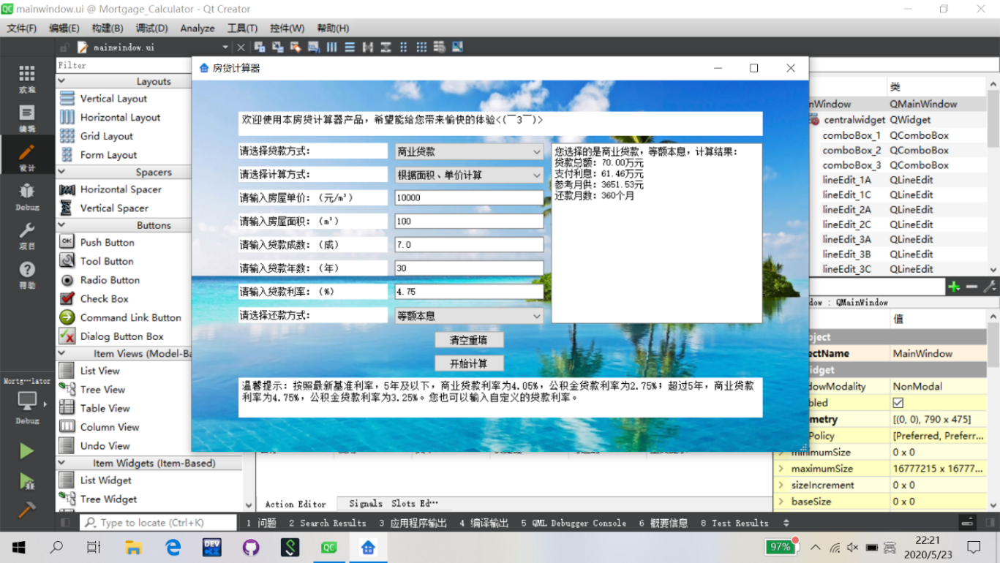 mainwindow.ui @ Mortgage_Calculator - Qt Creator
文件(F) 编辑(E) 构建(B) 调试(D) Analyze 工具(T) 控件(W) 帮助(H)
mainwindow.ui
Filter
欢迎
编辑
设计
Debug
项目
帮助
Mortg…lator
Debug
Layouts
Vertical Layout
Horizontal Layout
Grid Layout
Form Layout
Spacers
Horizontal Spacer
Vertical Spacer
Buttons
Push Button
Tool Button
Radio Button
Check Box
Command Link Button
Dialog Button Box
Item Views (Model-Ba
List View
Tree View
Table View
Column View
Undo View
Item Widgets (Item-Based)
List Widget
Tree Widget
房贷计算器
欢迎使用本房贷计算器产品，希望能给您带来愉快的体验<(￣3￣)>
请选择贷款方式： 商业贷款
请选择计算方式： 根据面积、单价计算
请输入房屋单价：（元/㎡） 10000
请输入房屋面积：（㎡） 100
请输入贷款成数：（成） 7.0
请输入贷款年数：（年） 30
请输入贷款利率：（%） 4.75
请选择还款方式： 等额本息
您选择的是商业贷款，等额本息，计算结果：
贷款总额：70.00万元
支付利息：61.46万元
参考月供：3651.53元
还款月数：360个月
清空重填
开始计算
温馨提示：按照最新基准利率，5年及以下，商业贷款利率为4.05%，公积金贷款利率为2.75%；超过5年，商业贷款
利率为4.75%，公积金贷款利率为3.25%。您也可以输入自定义的贷款利率。
类
nWindow QMainWindow
centralwidget QWidget
comboBox_1 QComboBox
comboBox_2 QComboBox
comboBox_3 QComboBox
lineEdit_1A QLineEdit
lineEdit_1C QLineEdit
lineEdit_2A QLineEdit
lineEdit_2C QLineEdit
lineEdit_3A QLineEdit
lineEdit_3B QLineEdit
lineEdit_3C QLineEdit
dow : QMainWindow
值
bject
ectName MainWindow
idget
dowModality NonModal
bled
metry [(0, 0), 790 x 475]
Policy [Preferred, Preferr...
minimumSize 0 x 0
maximumSize 16777215 x 16777...
sizeIncrement 0 x 0
baseSize 0 x 0
Action Editor Signals Slots Ed…
Type to locate (Ctrl+K) 1 问题 2 Search Results 3 应用程序输出 4 编译输出 5 QML Debugger Console 6 概要信息 8 Test Results
DEV
QC
97%
英
22:21
2020/5/23